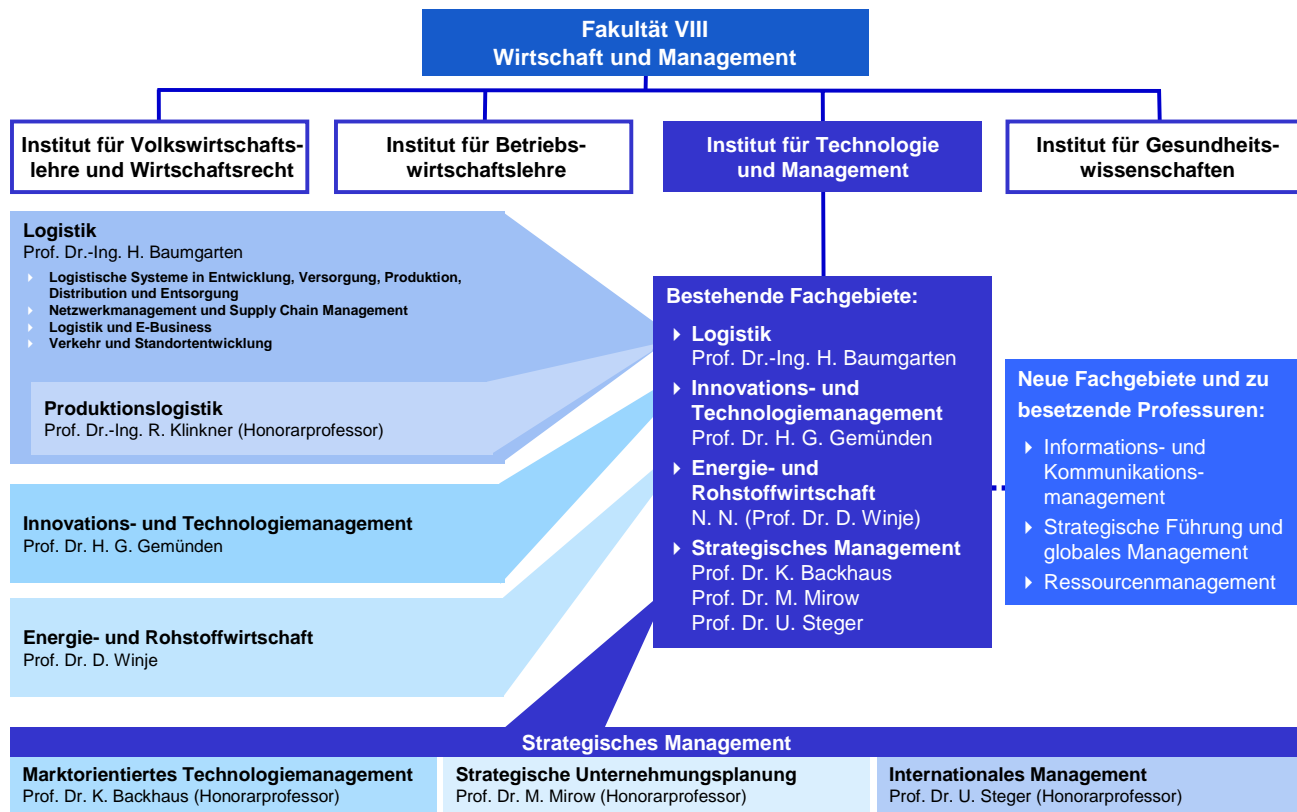 Fakultät VIII
Wirtschaft und Management
Institut für Volkswirtschafts-
lehre und Wirtschaftsrecht
Institut für Betriebs-
wirtschaftslehre
Institut für Technologie
und Management
Institut für Gesundheits-
wissenschaften
Logistik
Prof. Dr.-Ing. H. Baumgarten
Logistische Systeme in Entwicklung, Versorgung, Produktion,
Distribution und Entsorgung
Netzwerkmanagement und Supply Chain Management
Logistik und E-Business
Verkehr und Standortentwicklung
Produktionslogistik
Prof. Dr.-Ing. R. Klinkner (Honorarprofessor)
Innovations- und Technologiemanagement
Prof. Dr. H. G. Gemünden
Energie- und Rohstoffwirtschaft
Prof. Dr. D. Winje
Bestehende Fachgebiete:
Logistik
Prof. Dr.-Ing. H. Baumgarten
Innovations- und
Technologiemanagement
Prof. Dr. H. G. Gemünden
Energie- und
Rohstoffwirtschaft
N. N. (Prof. Dr. D. Winje)
Strategisches Management
Prof. Dr. K. Backhaus
Prof. Dr. M. Mirow
Prof. Dr. U. Steger
Neue Fachgebiete und zu
besetzende Professuren:
Informations- und
Kommunikations-
management
Strategische Führung und
globales Management
Ressourcenmanagement
Strategisches Management
Marktorientiertes Technologiemanagement
Prof. Dr. K. Backhaus (Honorarprofessor)
Strategische Unternehmungsplanung
Prof. Dr. M. Mirow (Honorarprofessor)
Internationales Management
Prof. Dr. U. Steger (Honorarprofessor)